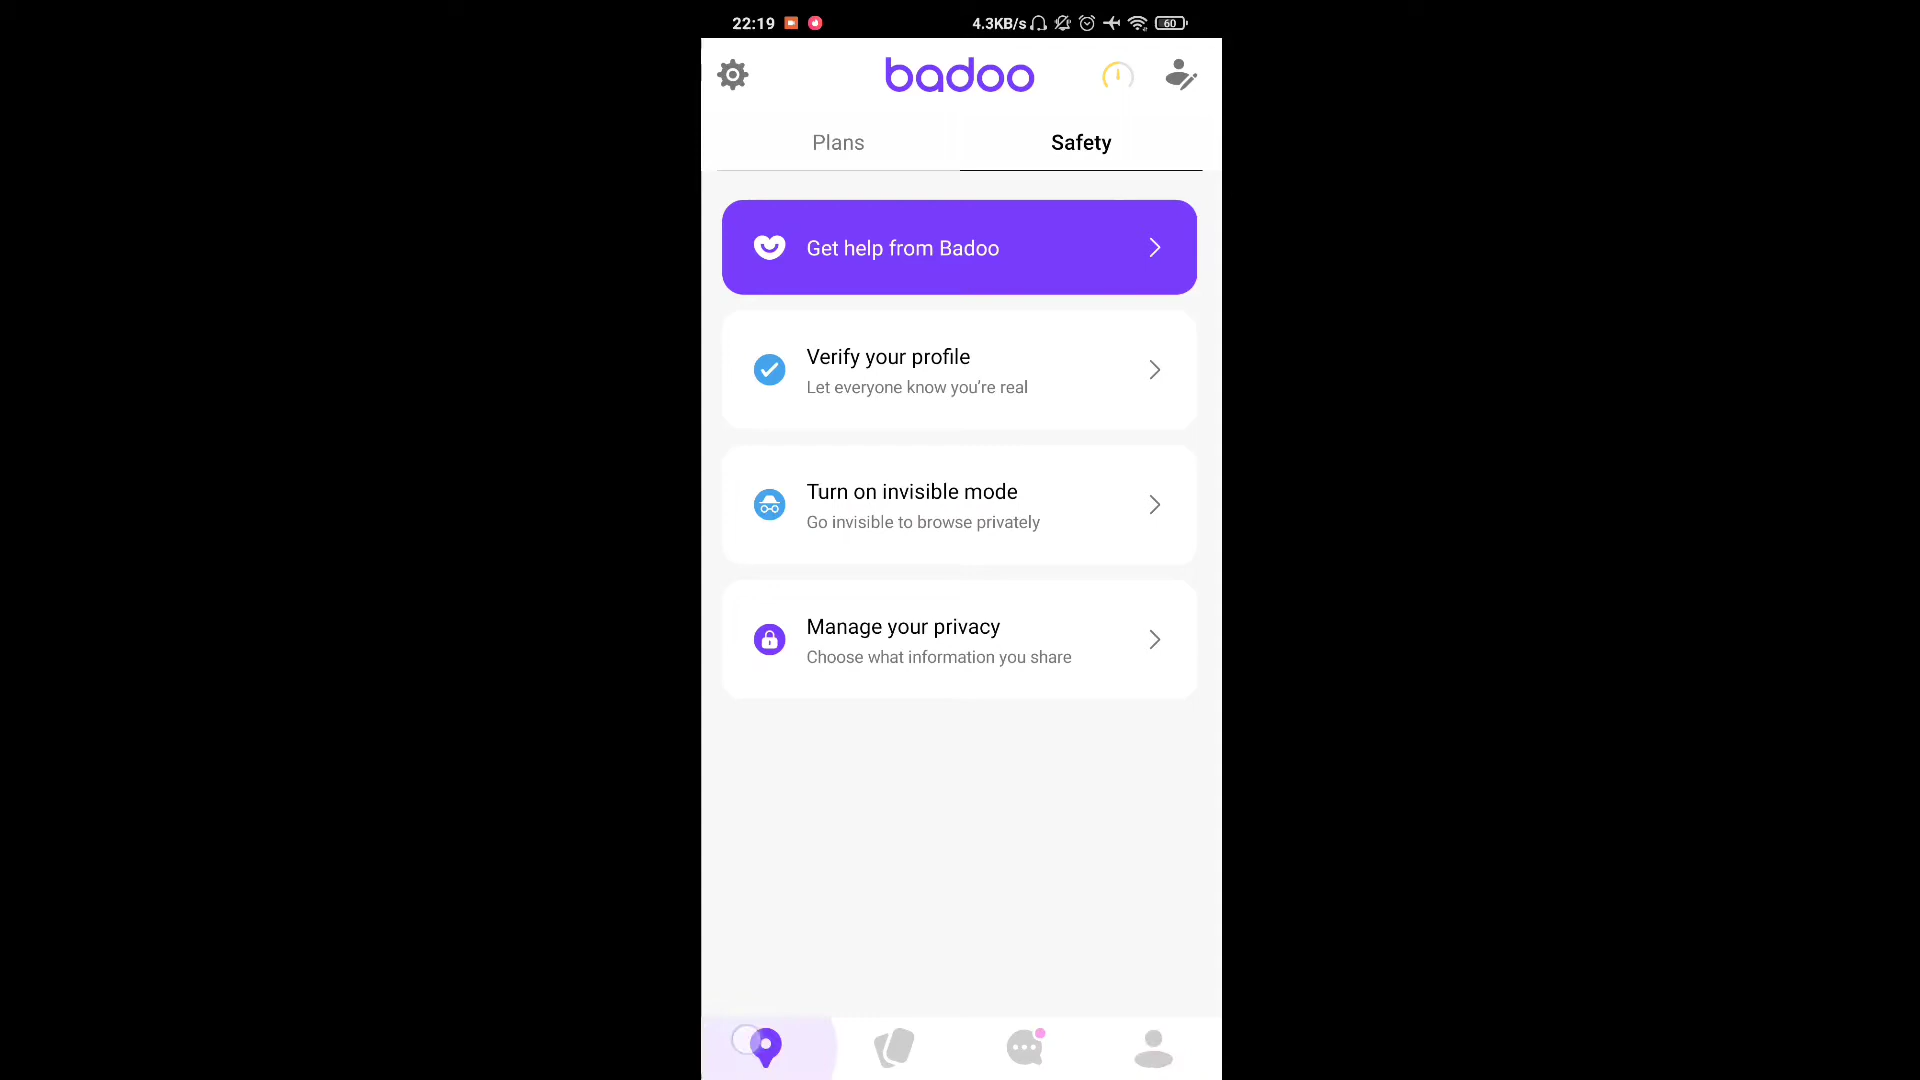 22:19
4.3KB/s
60
badoo
Plans
Safety
Get help from Badoo
Verify your profile
Let everyone know you're real
Turn on invisible mode
Go invisible to browse privately
Manage your privacy
Choose what information you share